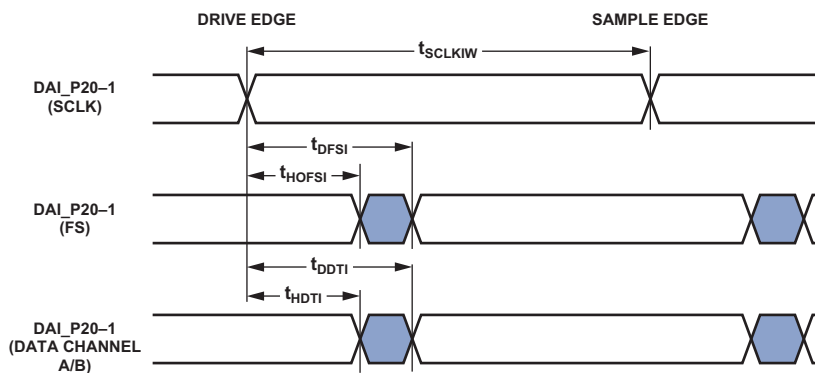 DRIVE EDGE
SAMPLE EDGE
tSCLKIW
DAI_P20–1
(SCLK)
tDFSI
tHOFSI
DAI_P20–1
(FS)
tDDTI
tHDTI
DAI_P20–1
(DATA CHANNEL
A/B)